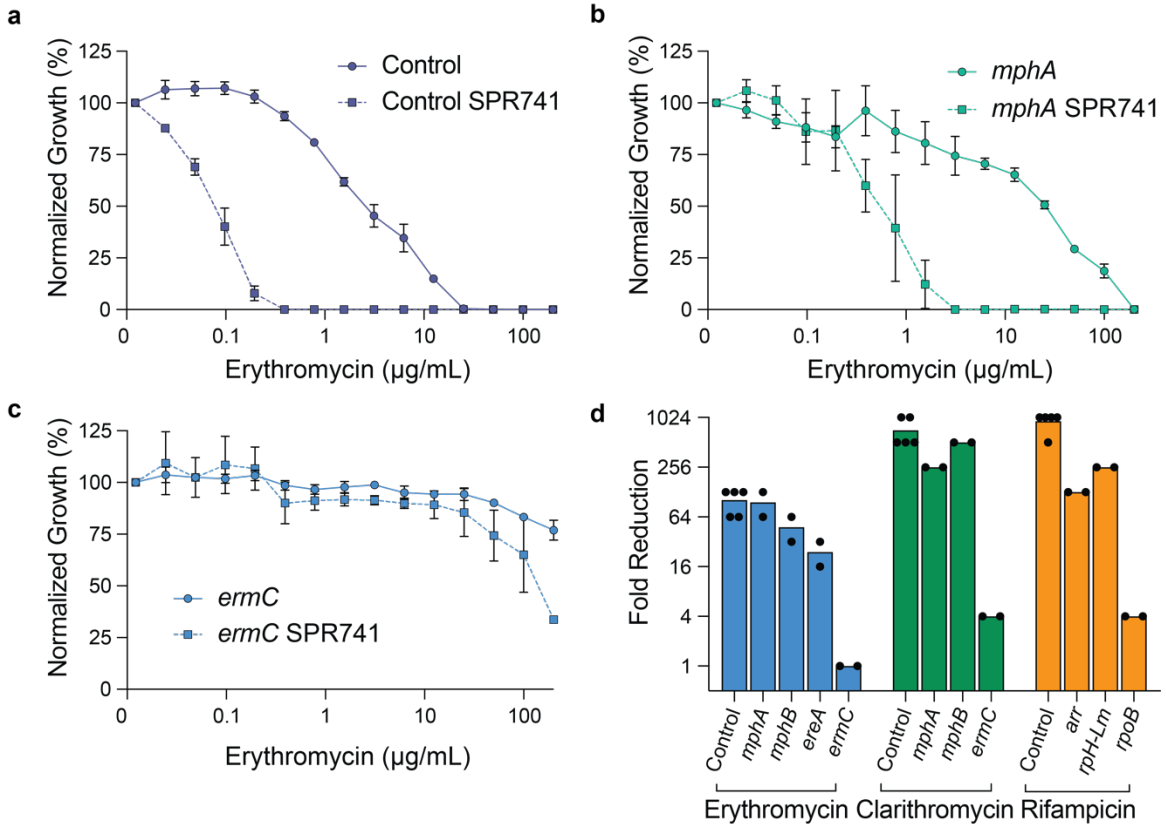 a
125
100
75
50
25
0
Normalized Growth (%)
Control
Control SPR741
0 0.1 1 10 100
Erythromycin (µg/mL)
b
125
100
75
50
25
0
Normalized Growth (%)
mphA
mphA SPR741
0 0.1 1 10 100
Erythromycin (µg/mL)
c
125
100
75
50
25
0
Normalized Growth (%)
ermC
ermC SPR741
0 0.1 1 10 100
Erythromycin (µg/mL)
d
1024
256
64
16
4
1
Fold Reduction
Control mphA mphB ereA ermC Control mphA mphB ermC Control arr rpH-Lm rpoB
Erythromycin Clarithromycin Rifampicin